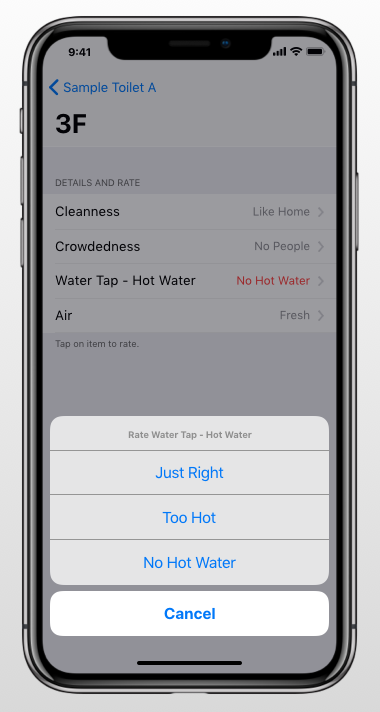 9:41
Sample Toilet A
3F
DETAILS AND RATE
Cleanness Like Home
Crowdedness No People
Water Tap - Hot Water No Hot Water
Air Fresh
Tap on item to rate.
Rate Water Tap - Hot Water
Just Right
Too Hot
No Hot Water
Cancel